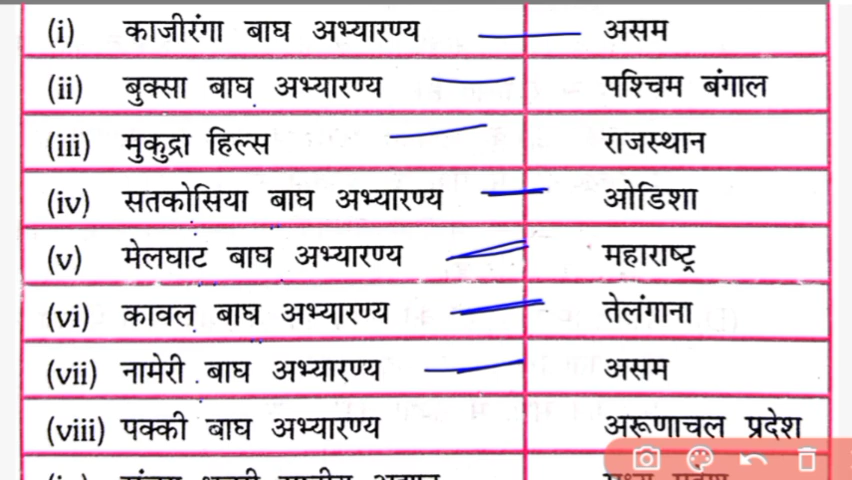 (i) काजीरंगा बाघ अभ्यारण्य असम
(ii) बुक्सा बाघ अभ्यारण्य पश्चिम बंगाल
(iii) मुकुद्रा हिल्स राजस्थान
(iv) सतकोसिया बाघ अभ्यारण्य ओडिशा
(v) मेलघाट बाघ अभ्यारण्य महाराष्ट्र
(vi) कावल बाघ अभ्यारण्य तेलंगाना
(vii) नामेरी बाघ अभ्यारण्य असम
(viii) पक्की बाघ अभ्यारण्य अरूणाचल प्रदेश